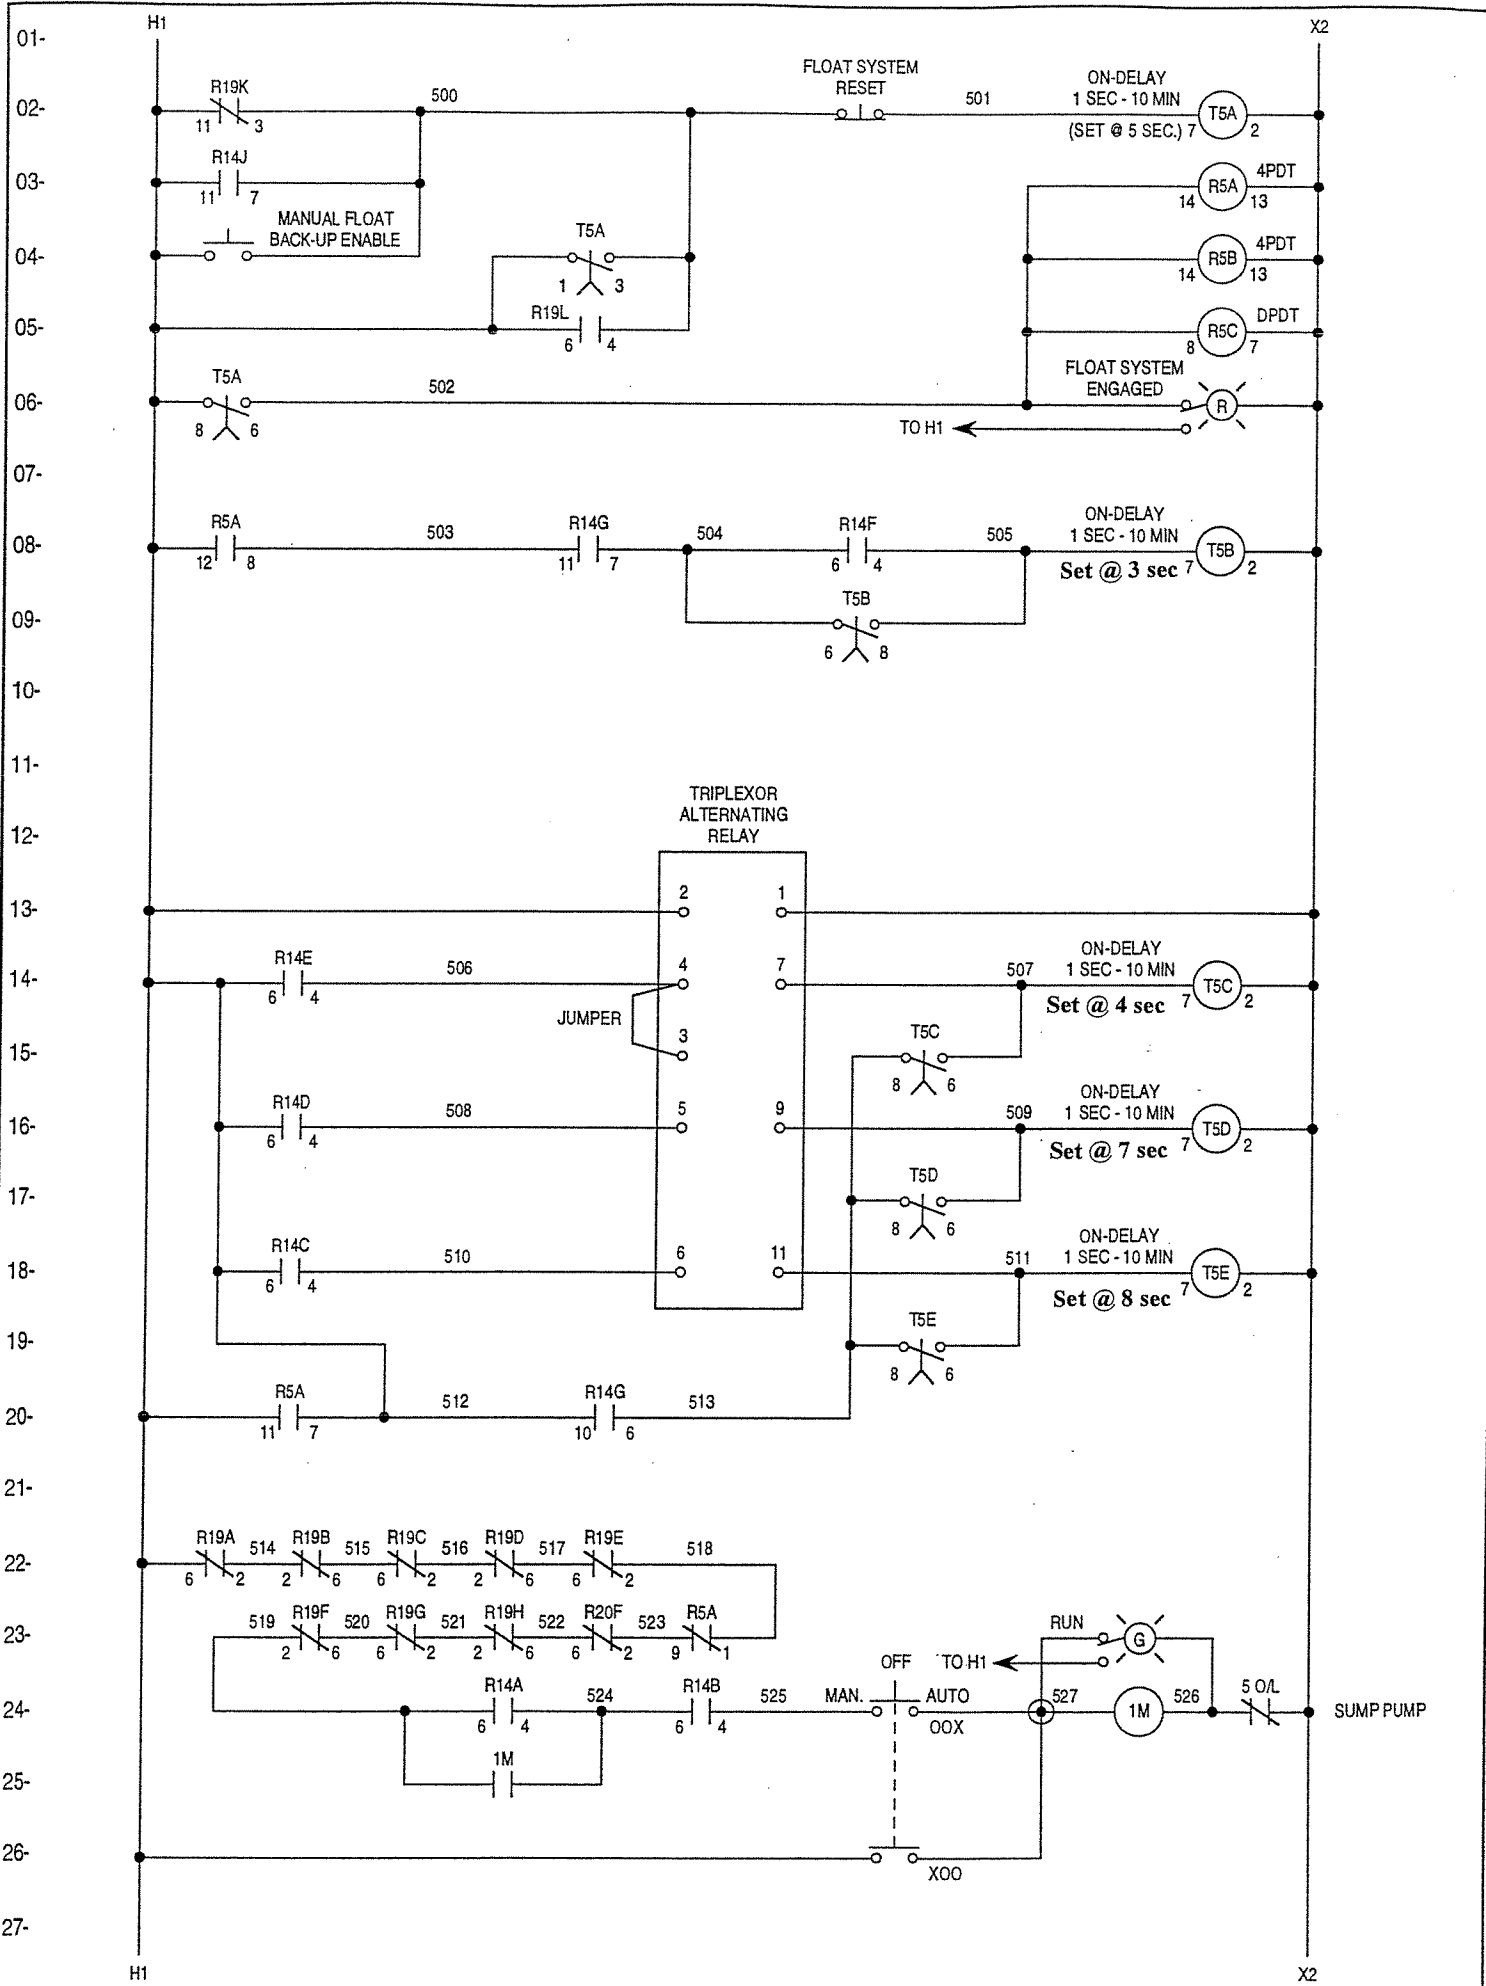 H1
X2
01-
FLOAT SYSTEM
RESET
ON-DELAY
1 SEC - 10 MIN
(SET @ 5 SEC.)
02-
R19K
11
3
500
501
7
T5A
2
03-
R14J
11
7
R5A
4PDT
14
13
MANUAL FLOAT
BACK-UP ENABLE
04-
T5A
1
3
R5B
4PDT
14
13
05-
R19L
6
4
R5C
DPDT
8
7
FLOAT SYSTEM
ENGAGED
06-
T5A
8
6
502
R
TO H1
07-
ON-DELAY
1 SEC - 10 MIN
Set @ 3 sec
08-
R5A
12
8
503
R14G
11
7
504
R14F
6
4
505
7
T5B
2
09-
T5B
6
8
10-
11-
TRIPLEXOR
ALTERNATING
RELAY
12-
13-
2
1
ON-DELAY
1 SEC - 10 MIN
Set @ 4 sec
14-
R14E
6
4
506
4
7
507
7
T5C
2
JUMPER
15-
3
T5C
8
6
ON-DELAY
1 SEC - 10 MIN
Set @ 7 sec
16-
R14D
6
4
508
5
9
509
7
T5D
2
17-
T5D
8
6
ON-DELAY
1 SEC - 10 MIN
Set @ 8 sec
18-
R14C
6
4
510
6
11
511
7
T5E
2
19-
T5E
8
6
20-
R5A
11
7
512
R14G
10
6
513
21-
22-
R19A
6
2
514
R19B
2
6
515
R19C
6
2
516
R19D
2
6
517
R19E
6
2
518
23-
519
R19F
2
6
520
R19G
6
2
521
R19H
2
6
522
R20F
6
2
523
R5A
9
1
RUN
G
OFF
TO H1
24-
R14A
6
4
524
R14B
6
4
525
MAN.
AUTO
OOX
527
1M
526
5 O/L
SUMP PUMP
25-
1M
26-
XOO
27-
H1
X2